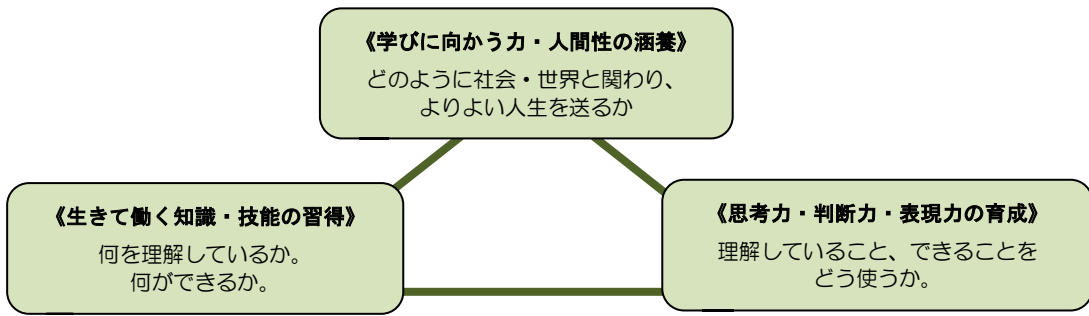 《学びに向かう力・人間性の涵養》
どのように社会・世界と関わり、
よりよい人生を送るか
《生きて働く知識・技能の習得》
何を理解しているか。
何ができるか。
《思考力・判断力・表現力の育成》
理解していること、できることを
どう使うか。